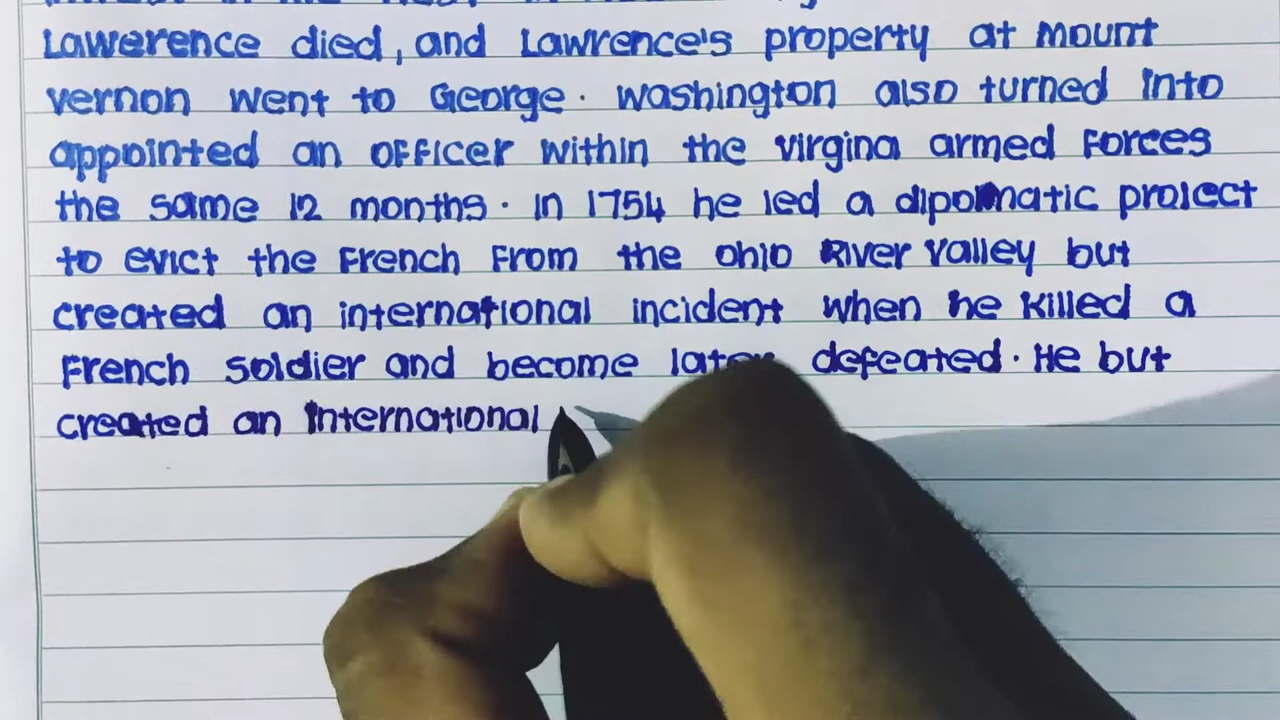 Lawerence died, and Lawrence's property at Mount
Vernon went to George. Washington also turned into
appointed an officer within the Virgina armed Forces
the same 12 months. In 1754 he led a dipolmatic project
to evict the French from the Ohio River Valley but
created an international incident when he killed a
French soldier and become later defeated. He but
created an International